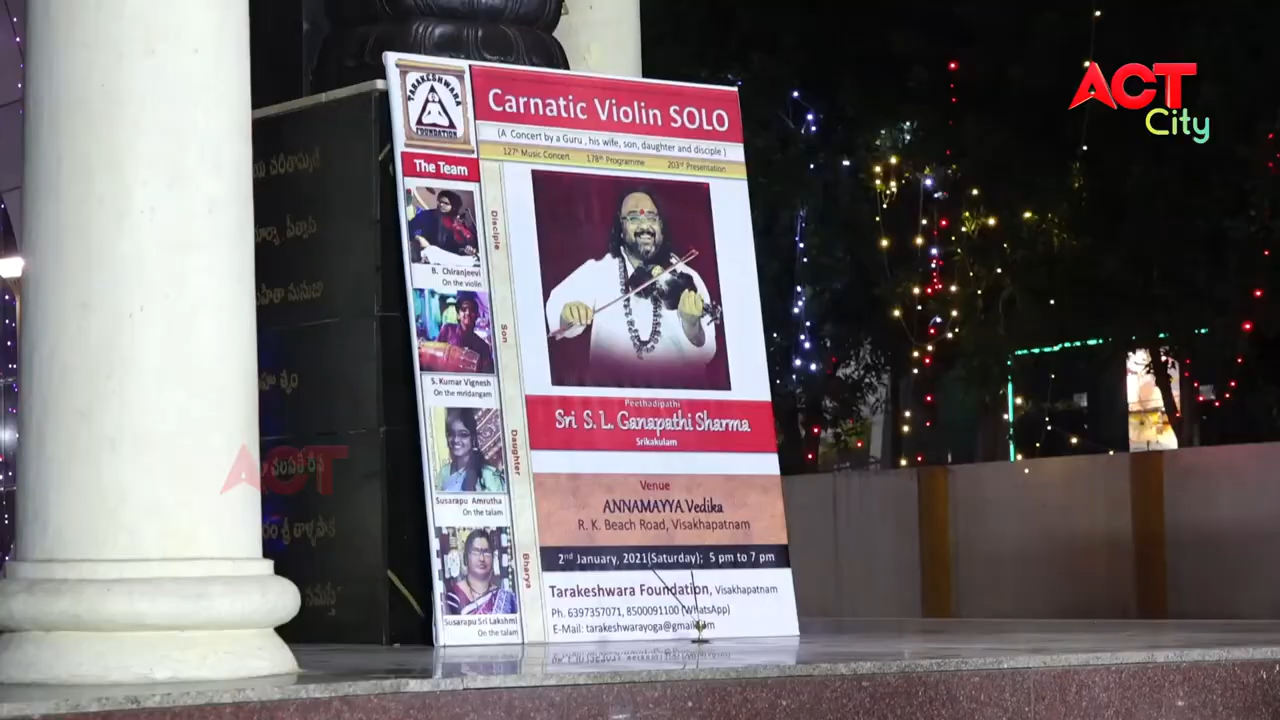 ACT
City
TARAKESHWARA
FOUNDATION
Carnatic Violin SOLO
(A Concert by a Guru , his wife, son, daughter and disciple )
127th Music Concert 178th Programme 203rd Presentation
The Team
Disciple
B. Chiranjeevi
On the violin
Son
S. Kumar Vignesh
On the mridangam
Daughter
Susarapu Amrutha
On the talam
Bharya
Susarapu Sri Lakshmi
On the talam
Peethadipathi
Sri S. L. Ganapathi Sharma
Srikakulam
Venue
ANNAMAYYA Vedika
R. K. Beach Road, Visakhapatnam
2nd January, 2021(Saturday); 5 pm to 7 pm
Tarakeshwara Foundation, Visakhapatnam
Ph. 6397357071, 8500091100 (WhatsApp)
E-Mail: tarakeshwarayoga@gmail.com
ACT